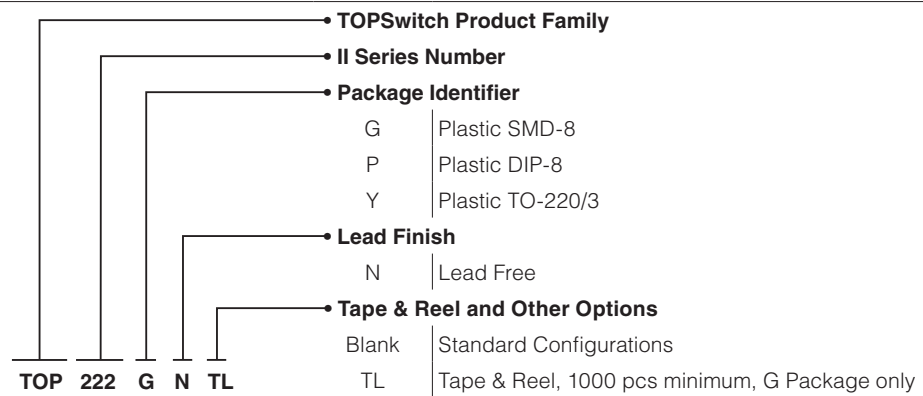 TOPSwitch Product Family
II Series Number
Package Identifier
G Plastic SMD-8
P Plastic DIP-8
Y Plastic TO-220/3
Lead Finish
N Lead Free
Tape & Reel and Other Options
Blank Standard Configurations
TL Tape & Reel, 1000 pcs minimum, G Package only
TOP 222 G N TL